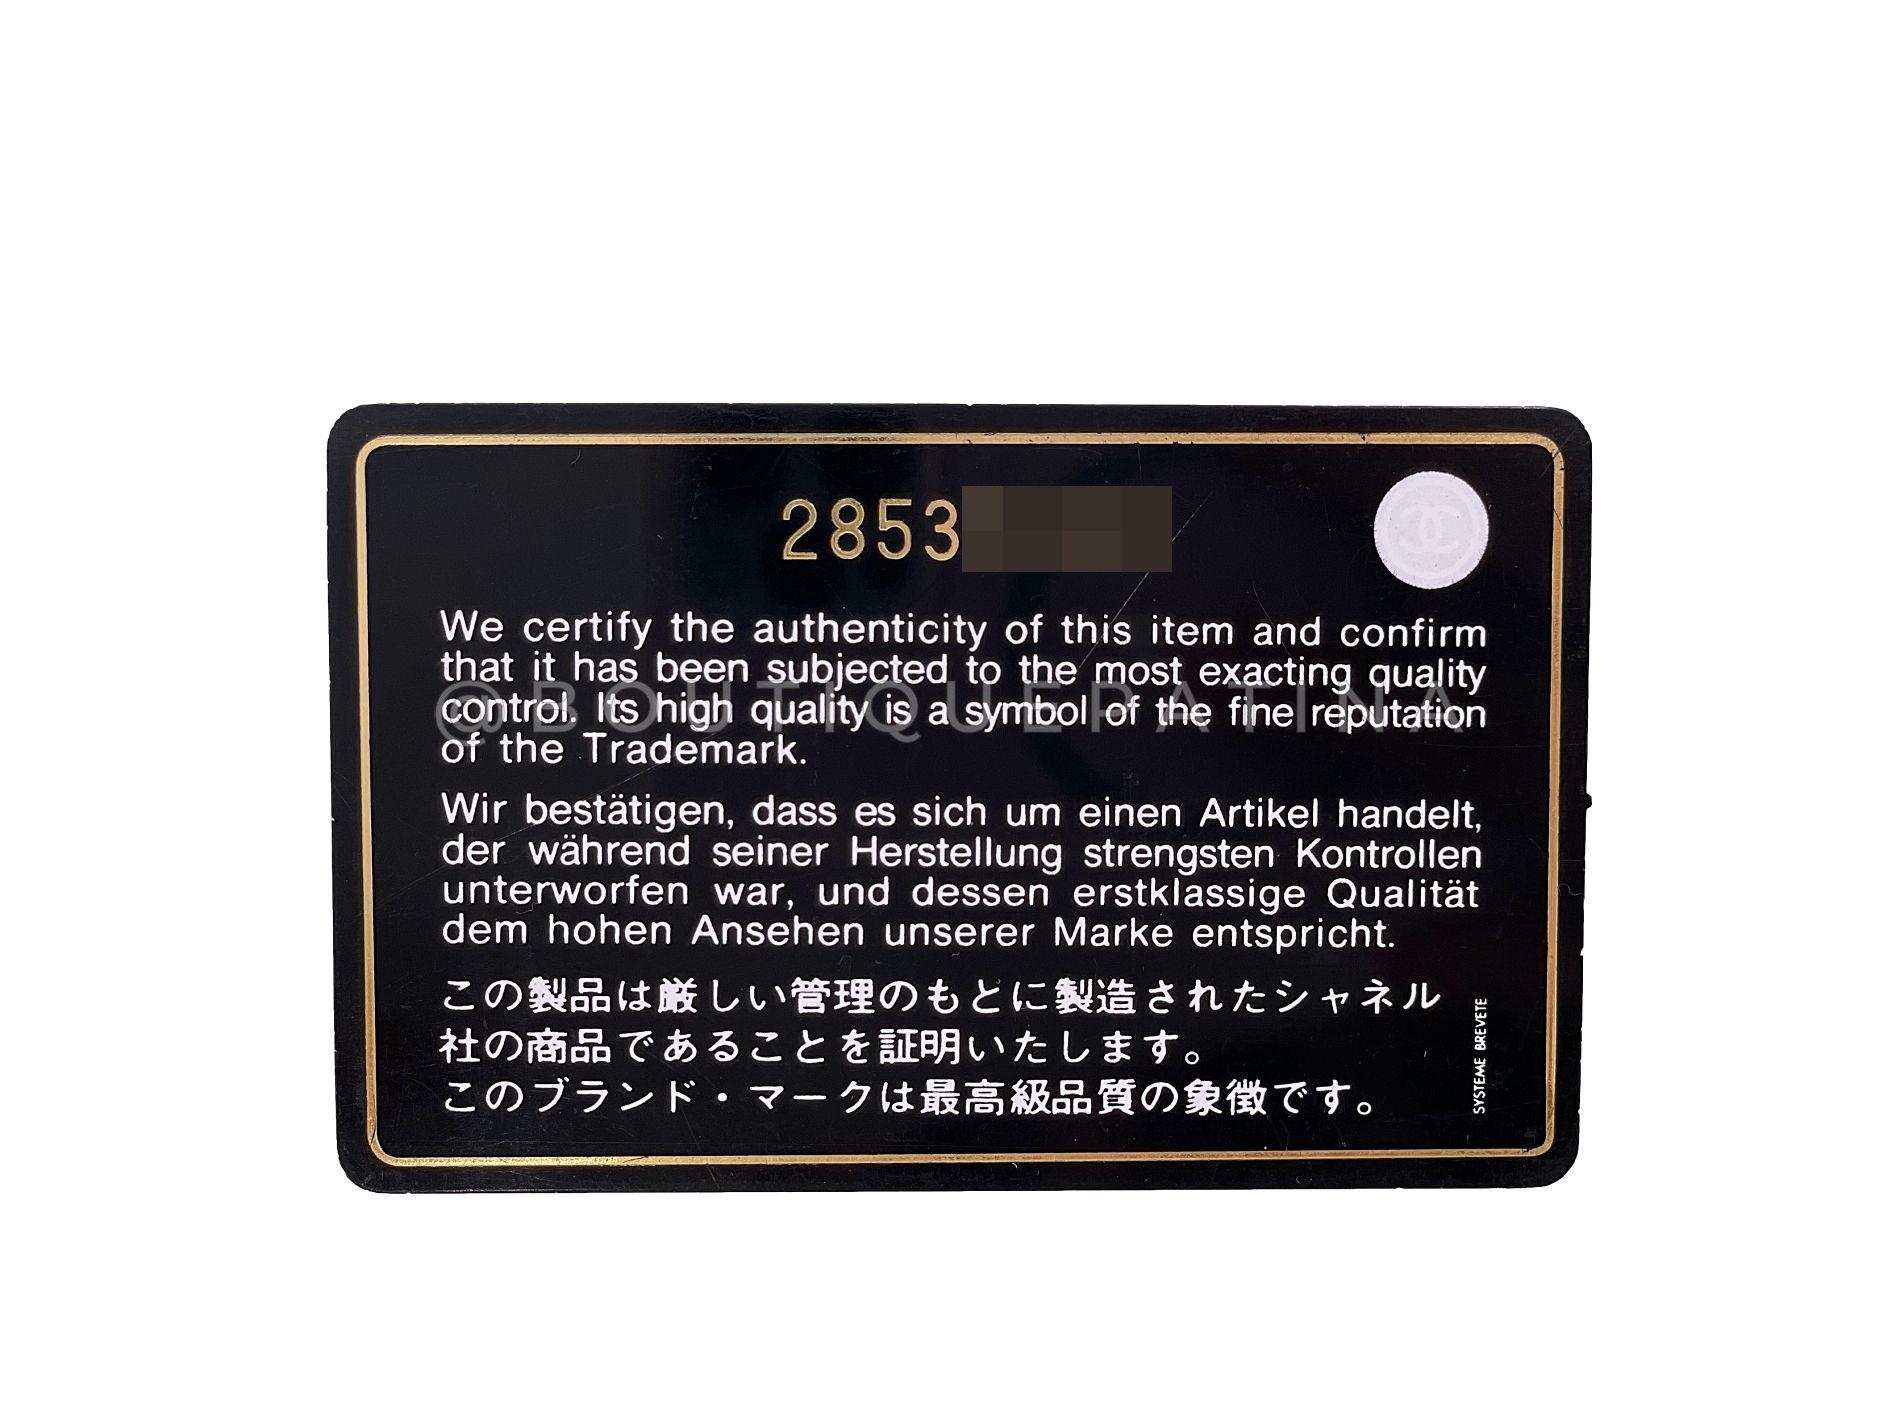 2853
We certify the authenticity of this item and confirm
that it has been subjected to the most exacting quality
control. Its high quality is a symbol of the fine reputation
of the Trademark.
@BOUTIQUEPATINA
Wir bestätigen, dass es sich um einen Artikel handelt,
der während seiner Herstellung strengsten Kontrollen
unterworfen war, und dessen erstklassige Qualität
dem hohen Ansehen unserer Marke entspricht.
この製品は厳しい管理のもとに製造されたシャネル
社の商品であることを証明いたします。
このブランド・マークは最高級品質の象徴です。
SYSTEME BREVETE